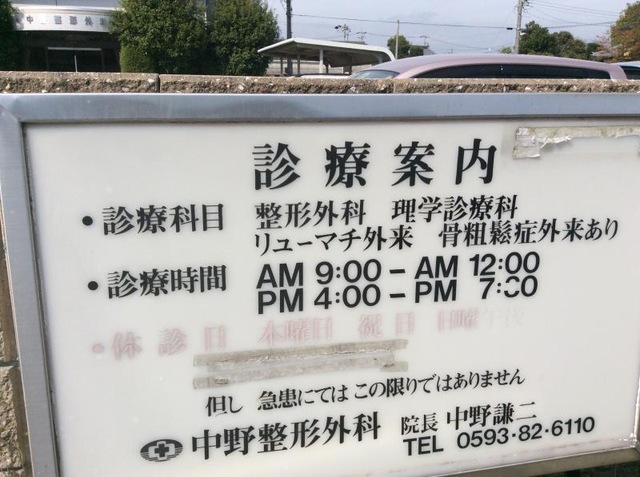 診療案内
・診療科目 整形外科 理学診療科
リューマチ外来 骨粗鬆症外来あり
・診療時間 AM 9:00 – AM 12:00
PM 4:00 – PM 7:00
・休診日 木曜日 祝日 日曜午後
但し 急患にては この限りではありません
中野整形外科 院長 中野謙二
TEL 0593・82・6110